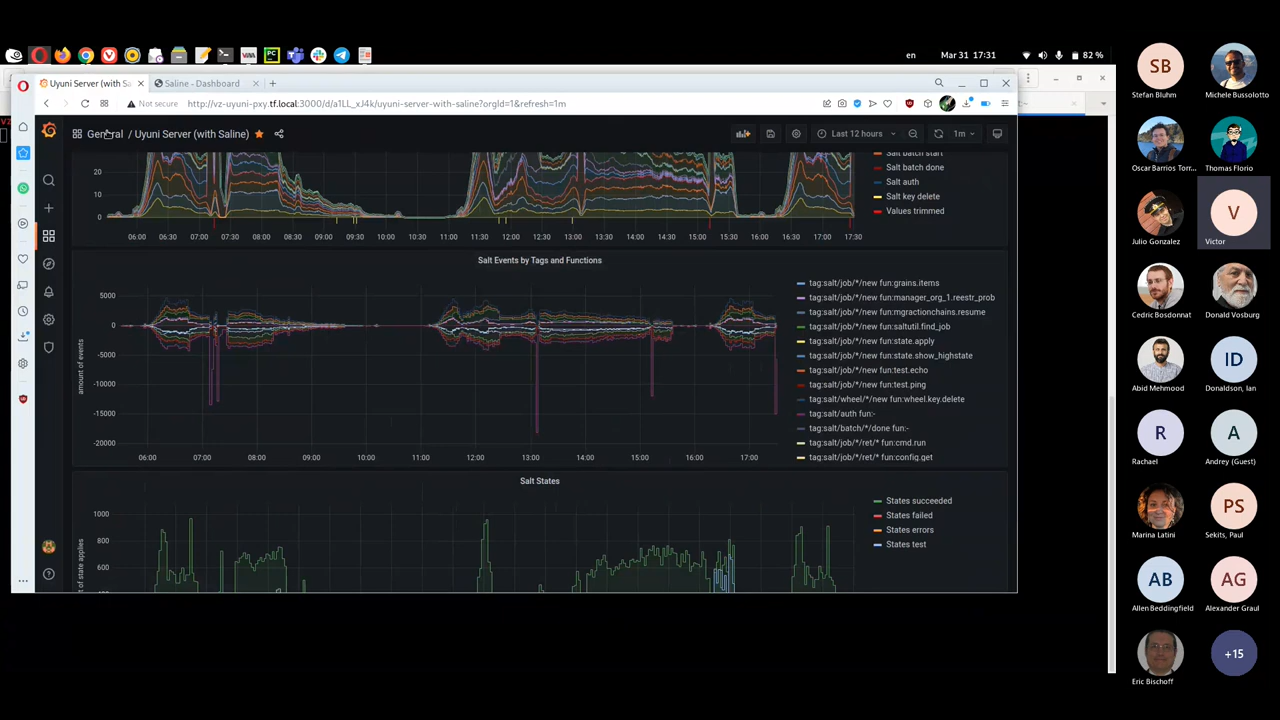 en
Mar 31 17:31
82 %
Uyuni Server (with Sa
Saline - Dashboard
Not secure
http://vz-uyuni-pxy.tf.local:3000/d/a1LL_xJ4k/uyuni-server-with-saline?orgId=1&refresh=1m
General / Uyuni Server (with Saline)
Last 12 hours
1m
20
0
06:00 06:30 07:00 07:30 08:00 08:30 09:00 09:30 10:00 10:30 11:00 11:30 12:00 12:30 13:00 13:30 14:00 14:30 15:00 15:30 16:00 16:30 17:00 17:30
Salt batch start
Salt batch done
Salt auth
Salt key delete
Values trimmed
Salt Events by Tags and Functions
amount of events
5000
0
-5000
-10000
-15000
-20000
06:00 07:00 08:00 09:00 10:00 11:00 12:00 13:00 14:00 15:00 16:00 17:00
tag:salt/job/*/new fun:grains.items
tag:salt/job/*/new fun:manager_org_1.reestr_prob
tag:salt/job/*/new fun:mgractionchains.resume
tag:salt/job/*/new fun:saltutil.find_job
tag:salt/job/*/new fun:state.apply
tag:salt/job/*/new fun:state.show_highstate
tag:salt/job/*/new fun:test.echo
tag:salt/job/*/new fun:test.ping
tag:salt/wheel/*/new fun:wheel.key.delete
tag:salt/auth fun:-
tag:salt/batch/*/done fun:-
tag:salt/job/*/ret/* fun:cmd.run
tag:salt/job/*/ret/* fun:config.get
Salt States
t of state applies
1000
800
600
States succeeded
States failed
States errors
States test
SB
Stefan Bluhm
Michele Bussolotto
Oscar Barrios Torr...
Thomas Florio
Julio Gonzalez
V
Victor
Cedric Bosdonnat
Donald Vosburg
Abid Mehmood
ID
Donaldson, Ian
R
Rachael
A
Andrey (Guest)
Marina Latini
PS
Sekits, Paul
AB
Allen Beddingfield
AG
Alexander Graul
Eric Bischoff
+15